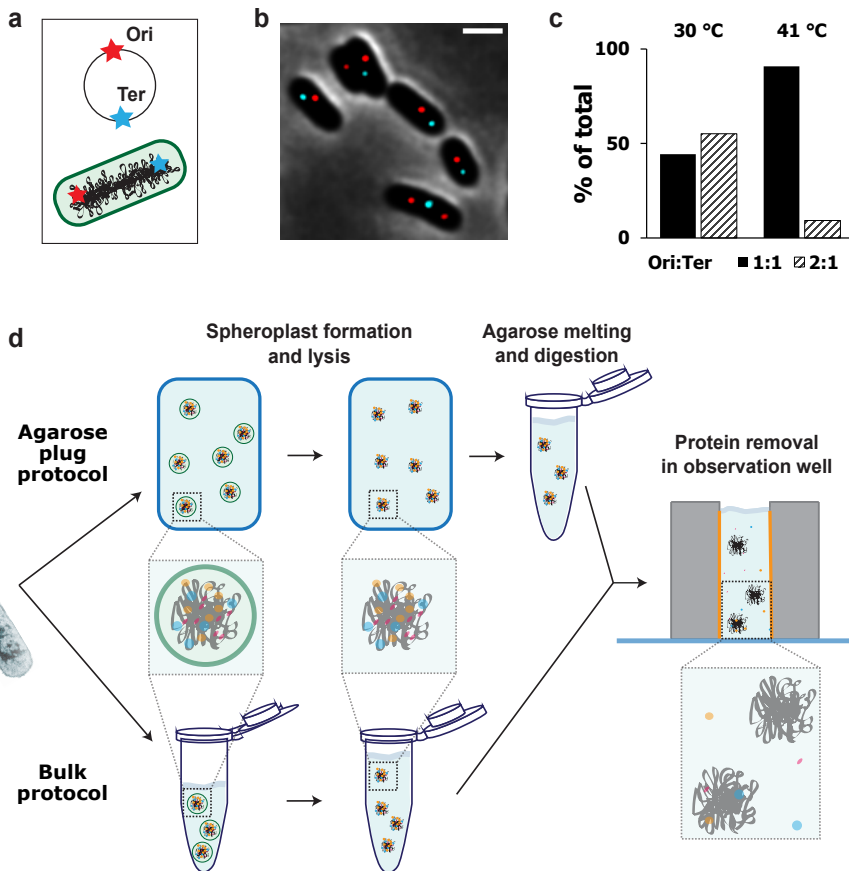 a
Ori
Ter
b
c
30 °C
41 °C
% of total
100
50
0
Ori:Ter
1:1
2:1
d
Spheroplast formation
and lysis
Agarose melting
and digestion
Agarose
plug
protocol
Protein removal
in observation well
Bulk
protocol